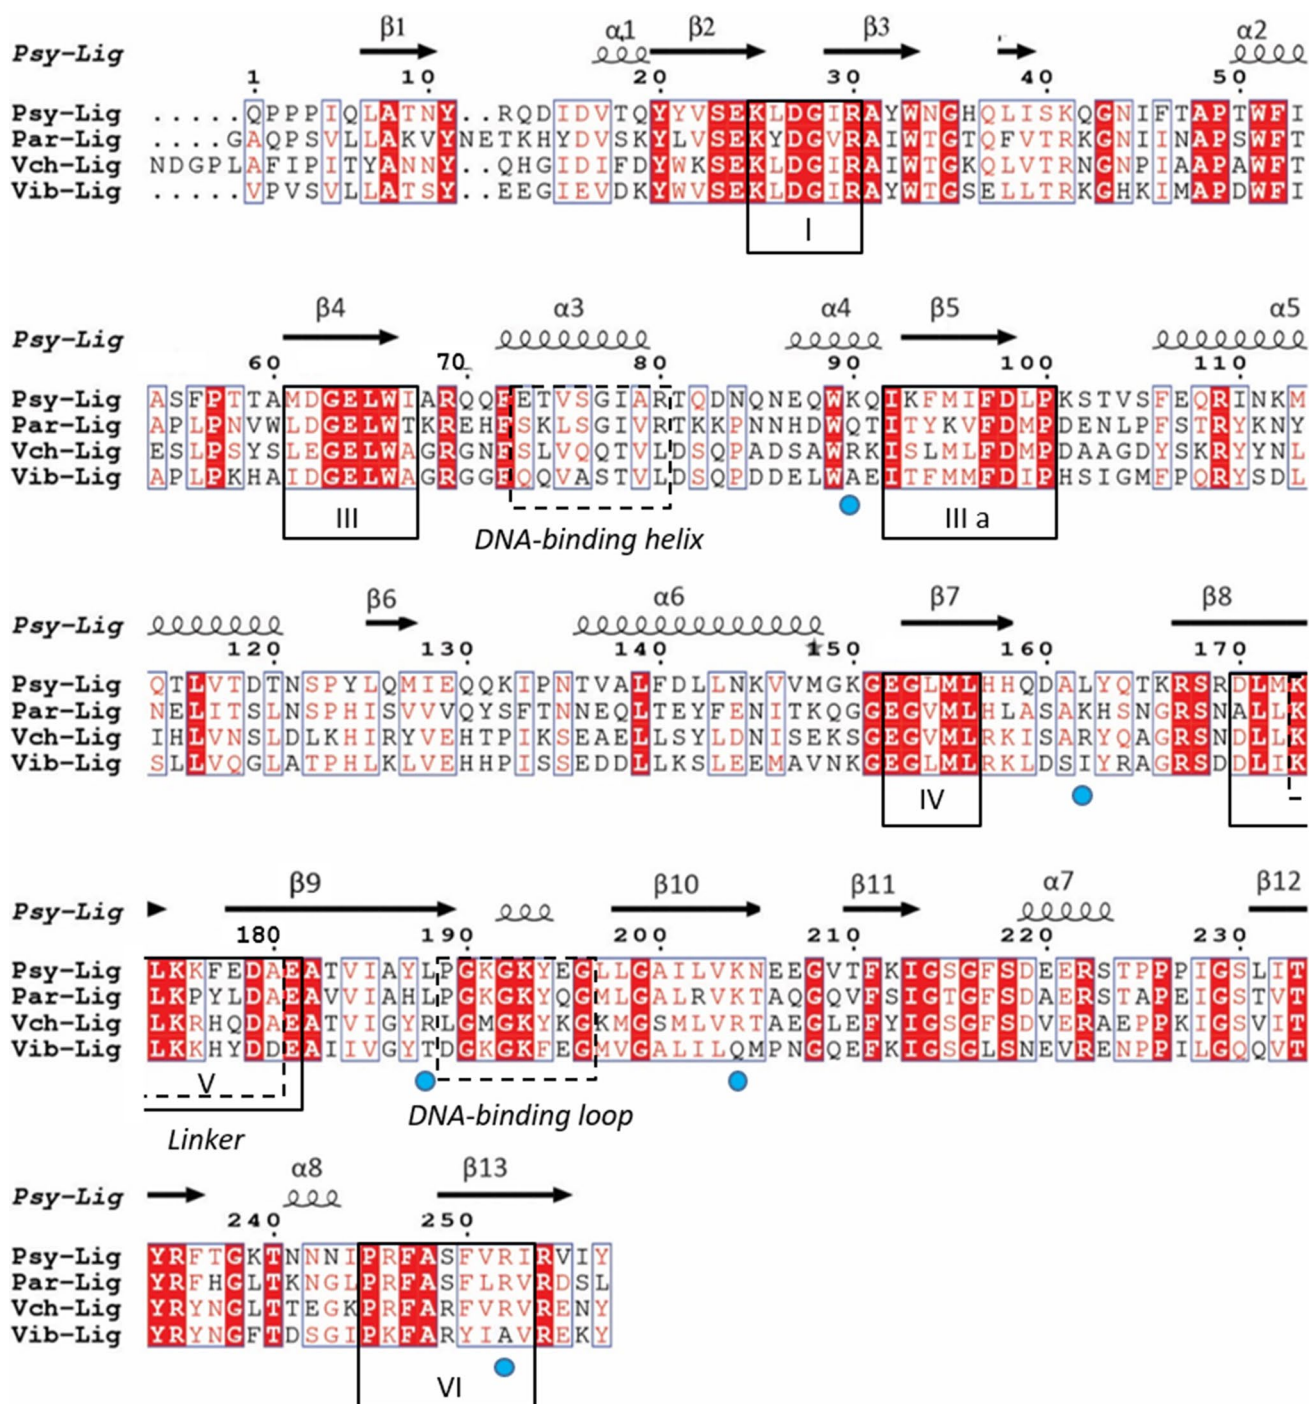 β1 α1 β2 β3 α2
Psy-Lig
1 10 20 30 40 50
Psy-Lig .....QPPPIQLATNY..RQDIDVTQYYVSEKLDGIRAYWNGHQLISKQGNIFTAPTWFI
Par-Lig ....GAQPSVLLAKVYNETKHYDVSKYLVSEKYDGVRAIWTGTQFVTRKGNIINAPSWFT
Vch-Lig NDGPLAFIPITYANNY..QHGIDIFDYWKSEKLDGIRAYWTGKQLVTRNGNPIAAPAWFT
Vib-Lig .....VPVSVLLATSY..EEGIEVDKYWVSEKLDGIRAYWTGSELLTRKGHKIMAPDWFI
I
β4 α3 α4 β5 α5
Psy-Lig
60 70 80 90 100 110
Psy-Lig ASFPTTAMDGELWIARQQFETVSGIARTQDNQNEQWKQIKFMIFDLPKSTVSFEQRINKM
Par-Lig APLPNVWLDGELWTKREHFSKLSGIVRTKKPNNHDWQTITYKVFDMPDENLPFSTRYKNY
Vch-Lig ESLPSYSLEGELWAGRGNFSLVQQTVLDSQPADSAWRKISLMLFDMPDAAGDYSKRYYNL
Vib-Lig APLPKHAIDGELWAGRGGFQQVASTVLDSQPDDELWAEITFMMFDIPHSIGMFPQRYSDL
III III a
DNA-binding helix
β6 α6 β7 β8
Psy-Lig
120 130 140 150 160 170
Psy-Lig QTLVTDTNSPYLQMIEQQKIPNTVALFDLLNKVVMGKGEGLMLHHQDALYQTKRSRDLMK
Par-Lig NELITSLNSPHISVVVQYSFTNNEQLTEYFENITKQGGEGVMLHLASAKHSNGRSNALLK
Vch-Lig IHLVNSLDLKHIRYVEHTPIKSEAELLSYLDNISEKSGEGVMLRKISARYQAGRSNDLLK
Vib-Lig SLLVQGLATPHLKLVEHHPISSEDDLLKSLEEMAVNKGEGLMLRKLDSIYRAGRSDDLIK
IV
β9 β10 β11 α7 β12
Psy-Lig
180 190 200 210 220 230
Psy-Lig LKKFEDAEATVIAYLPGKGKYEGLLGAILVKNEEGVTFKIGSGFSDEERSTPPPIGSLIT
Par-Lig LKPYLDAEAVVIAHLPGKGKYQGMLGALRVKTAQGQVFSIGTGFSDAERSTAPEIGSTVT
Vch-Lig LKRHQDAEATVIGYRLGMGKYKGKMGSMLVRTAEGLEFYIGSGFSDVERAEPPKIGSVIT
Vib-Lig LKKHYDDEAIIVGYTDGKGKFEGMVGALILQMPNGQEFKIGSGLSNEVRENPPILGQQVT
V
Linker DNA-binding loop
α8 β13
Psy-Lig
240 250
Psy-Lig YRFTGKTNNNIPRFASFVRIRVIY
Par-Lig YRFHGLTKNGLPRFASFLRVRDSL
Vch-Lig YRYNGLTTEGKPRFARFVRVRENY
Vib-Lig YRYNGFTDSGIPKFARYIAVREKY
VI